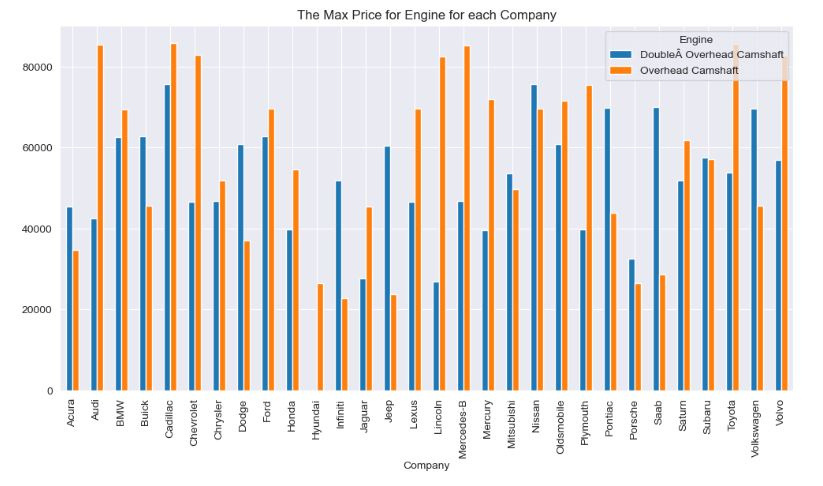 The Max Price for Engine for each Company
Engine
DoubleÂ Overhead Camshaft
Overhead Camshaft
80000
60000
40000
20000
0
Acura
Audi
BMW
Buick
Cadillac
Chevrolet
Chrysler
Dodge
Ford
Honda
Hyundai
Infiniti
Jaguar
Jeep
Lexus
Lincoln
Mercedes-B
Mercury
Mitsubishi
Nissan
Oldsmobile
Plymouth
Pontiac
Porsche
Saab
Saturn
Subaru
Toyota
Volkswagen
Volvo
Company